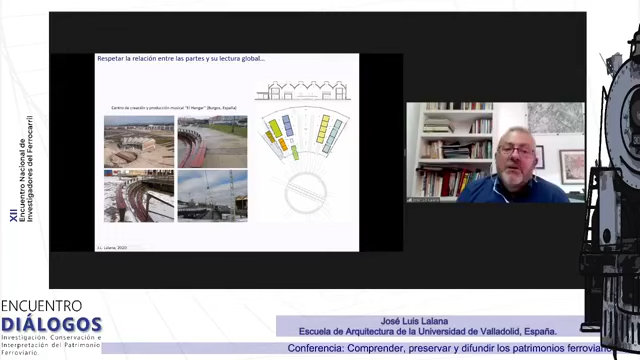 XII
Encuentro Nacional de
Investigadores del Ferrocarril
Respetar la relación entre las partes y su lectura global...
Centro de creación y producción musical "El Hangar" (Burgos, España)
J.L. Lalana, 2020
ENCUENTRO
DIÁLOGOS
Investigación, Conservación e
Interpretación del Patrimonio
Ferroviario.
José Luis Lalana
Escuela de Arquitectura de la Universidad de Valladolid, España.
Conferencia: Comprender, preservar y difundir los patrimonios ferroviario